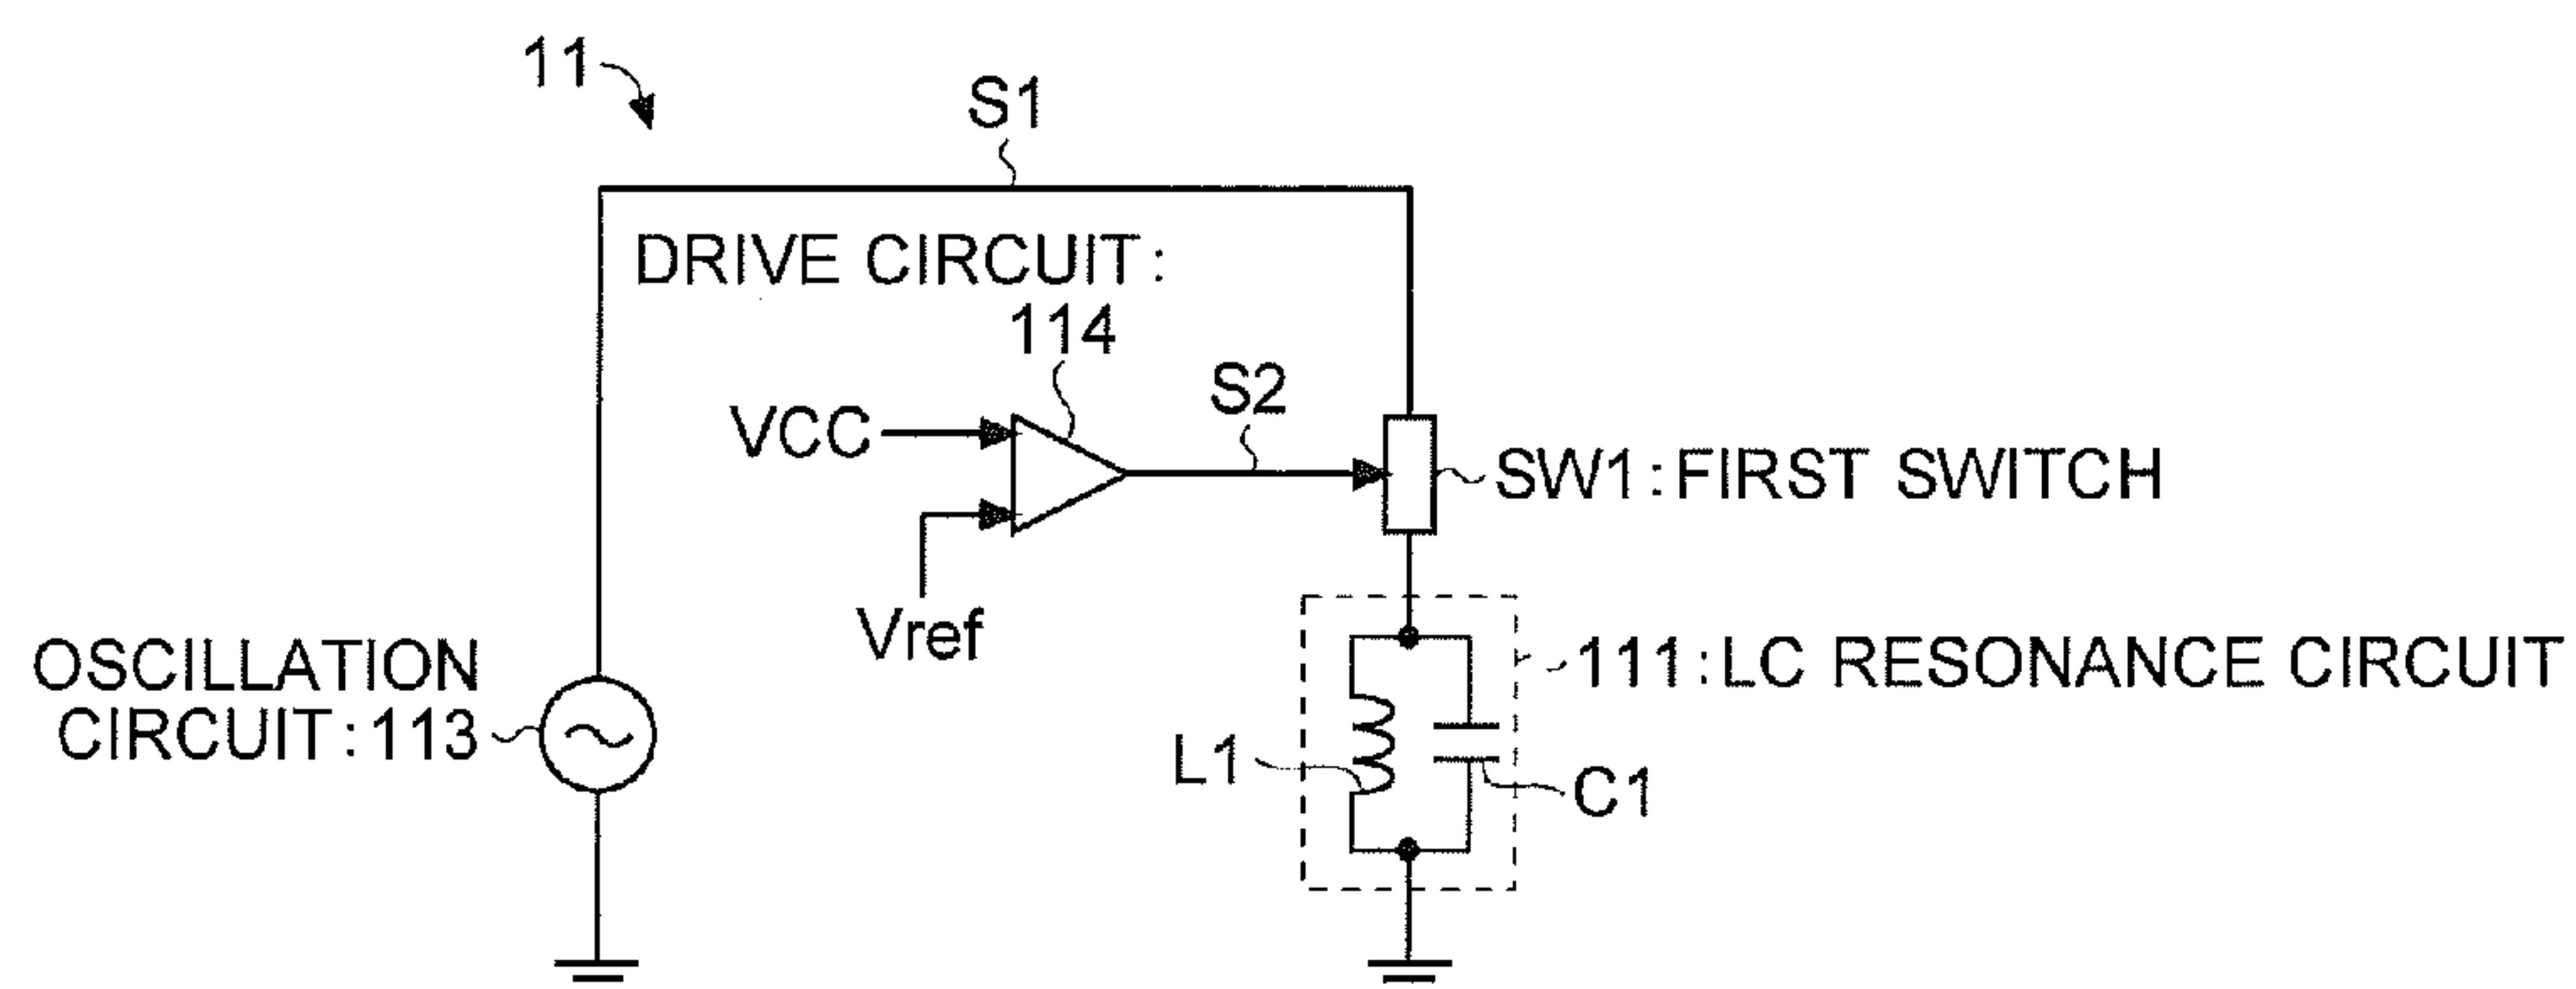 11
S1
DRIVE CIRCUIT:
114
S2
VCC
SW1:FIRST SWITCH
Vref
OSCILLATION
CIRCUIT:113
111:LC RESONANCE CIRCUIT
L1
C1